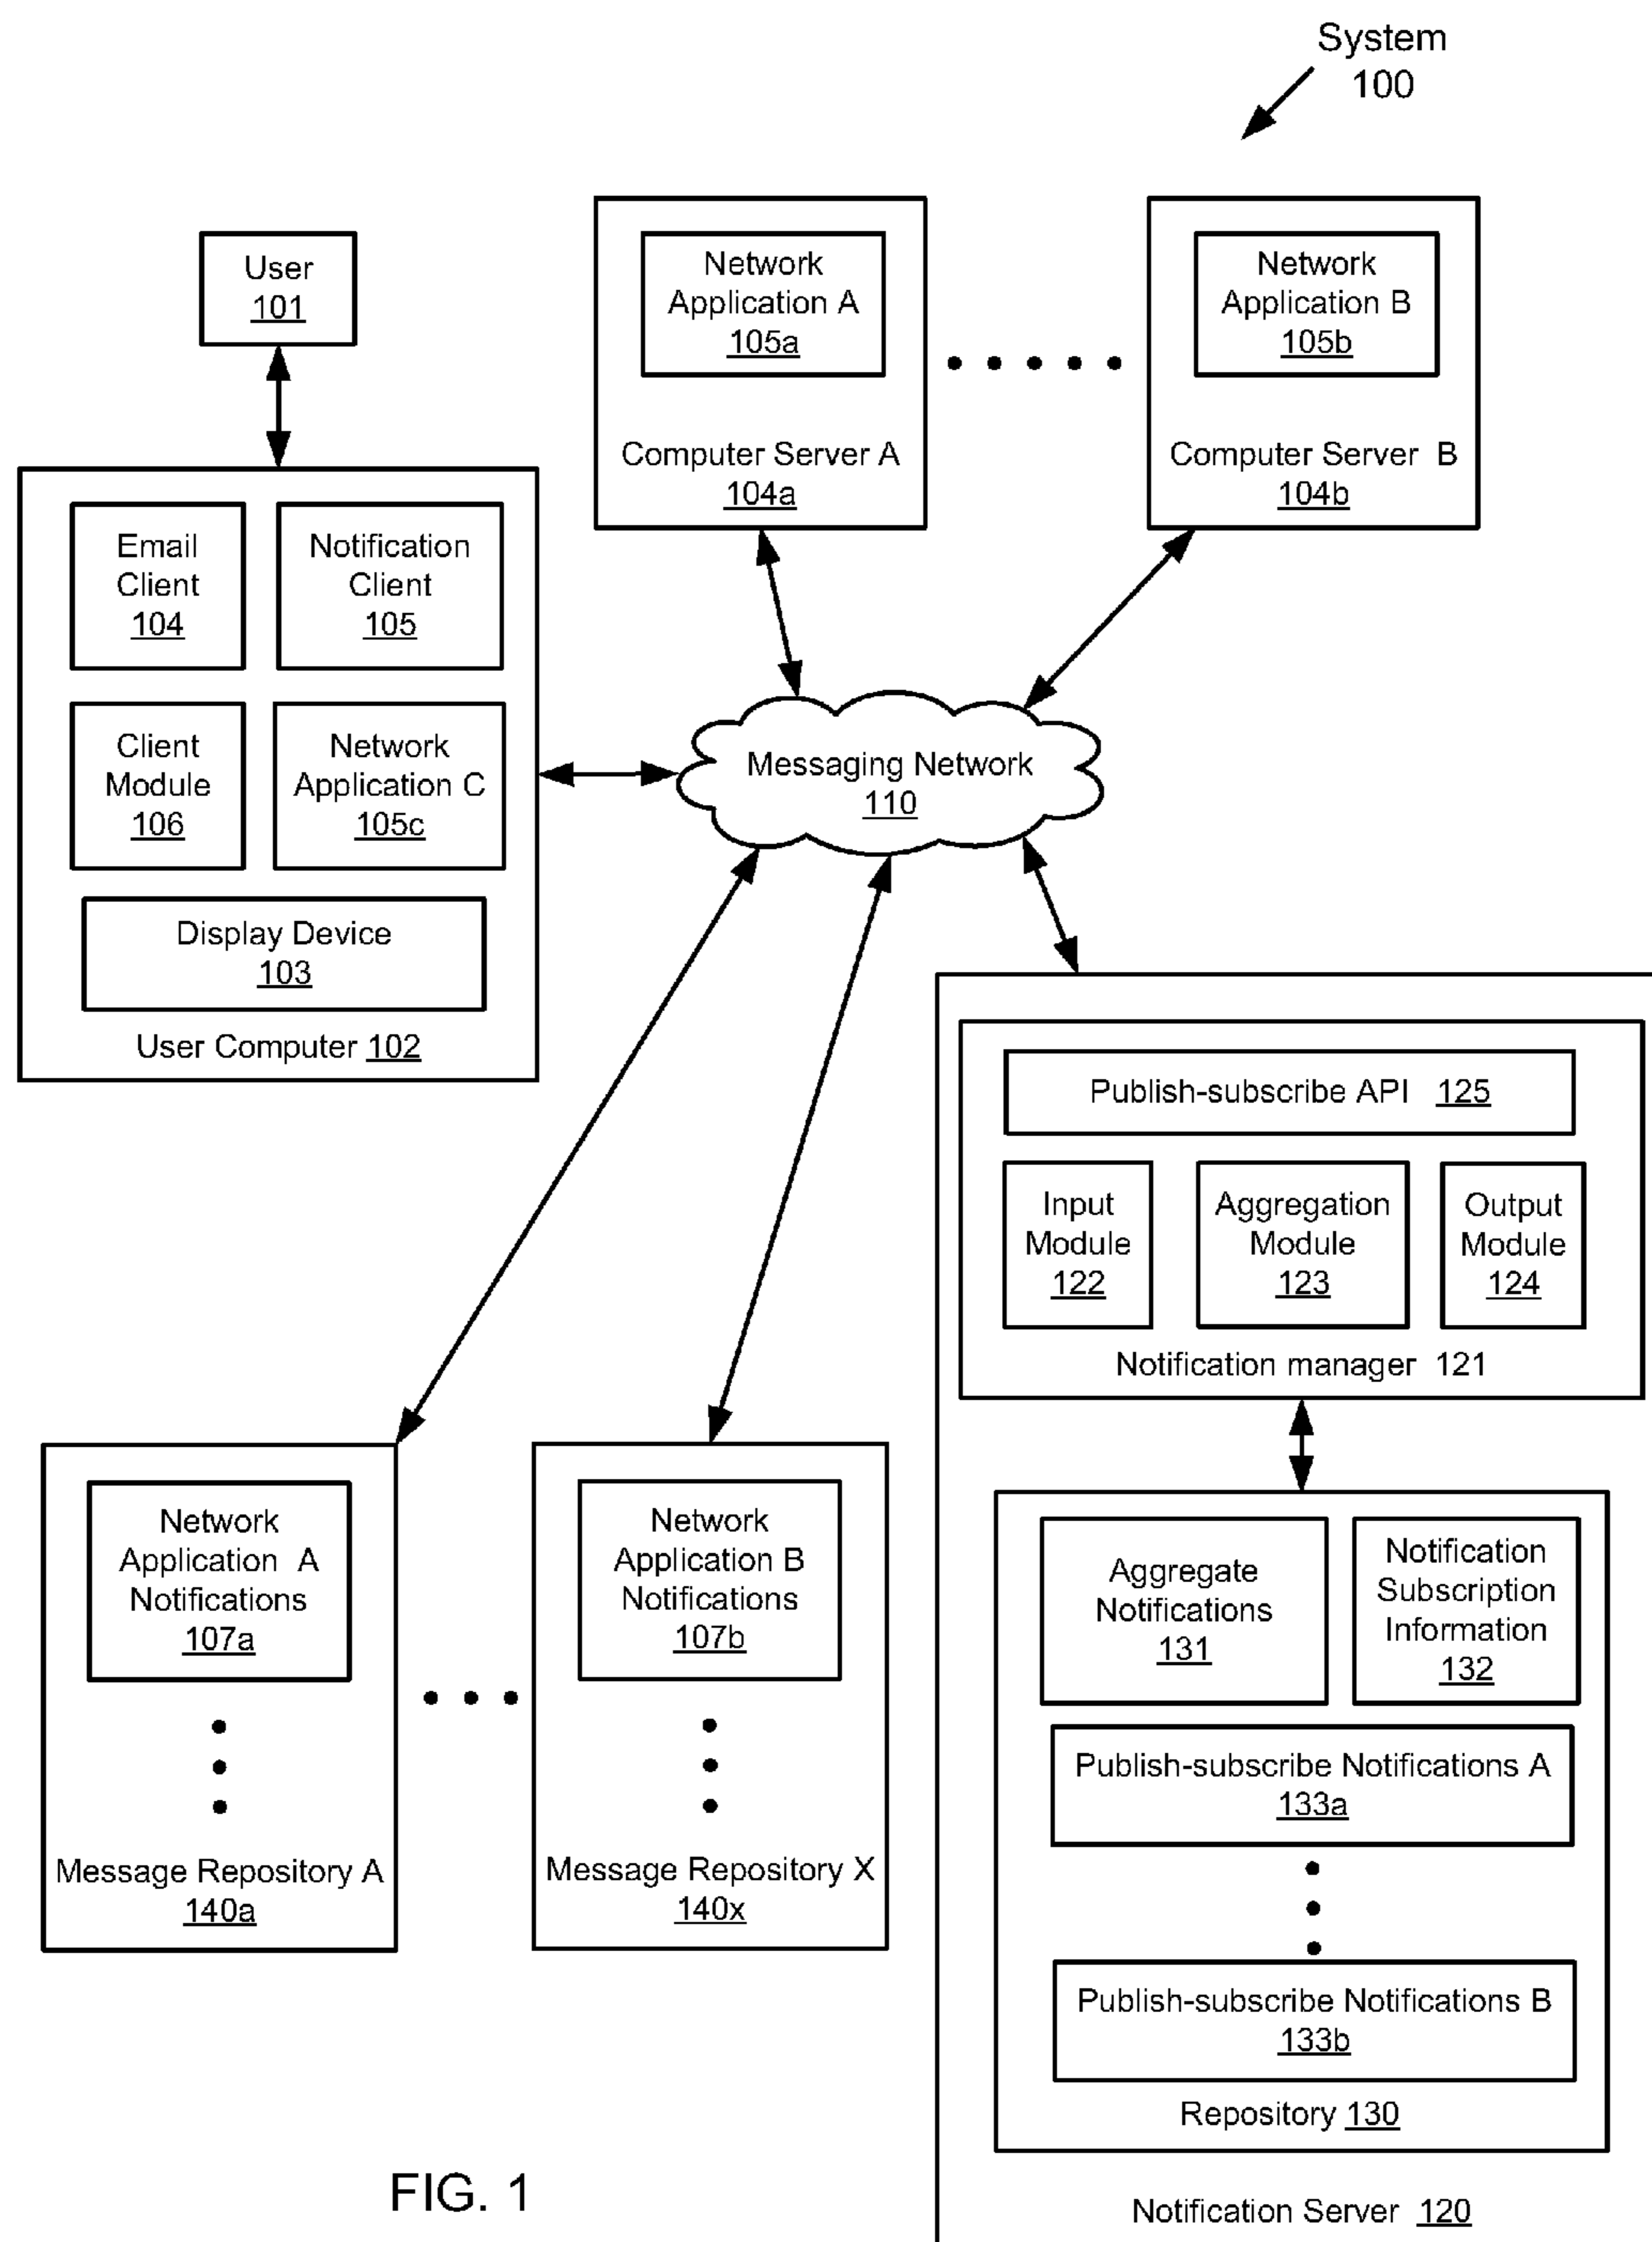 System
100
User
101
Network
Application A
105a
Computer Server A
104a
Network
Application B
105b
Computer Server B
104b
Email
Client
104
Notification
Client
105
Client
Module
106
Network
Application C
105c
Display Device
103
User Computer 102
Messaging Network
110
Publish-subscribe API 125
Input
Module
122
Aggregation
Module
123
Output
Module
124
Notification manager 121
Network
Application A
Notifications
107a
Message Repository A
140a
Network
Application B
Notifications
107b
Message Repository X
140x
Aggregate
Notifications
131
Notification
Subscription
Information
132
Publish-subscribe Notifications A
133a
Publish-subscribe Notifications B
133b
Repository 130
Notification Server 120
FIG. 1